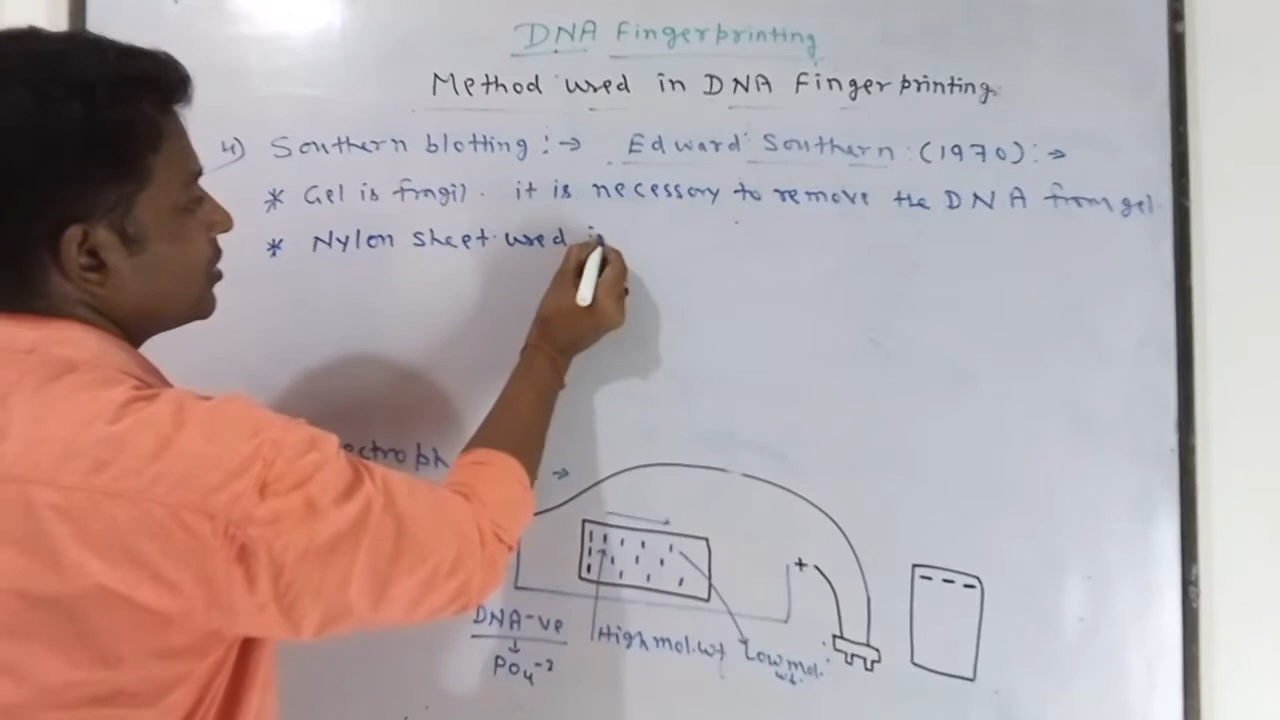 DNA Fingerprinting
Method used in DNA Fingerprinting
4) Southern blotting :→ Edward Southern (1970) :→
* Gel is fragil. it is necessary to remove the DNA from gel.
* Nylon sheet used
ectroph
→
+
DNA-ve
↓
PO4-3
High mol. wt
Low mol. wt.